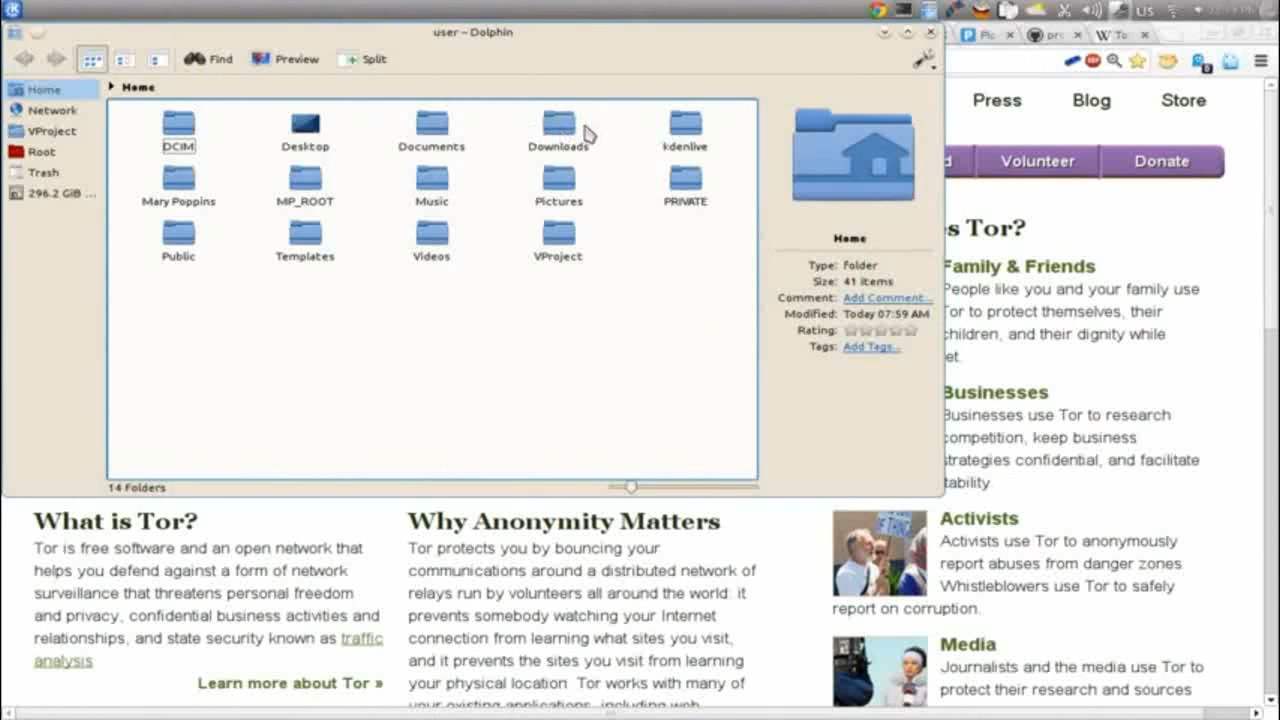 US
user – Dolphin
Find
Preview
Split
W To
Home
Network
VProject
Root
Trash
296.2 GiB ...
Home
DCIM
Desktop
Documents
Downloads
kdenlive
Mary Poppins
MP_ROOT
Music
Pictures
PRIVATE
Public
Templates
Videos
VProject
14 Folders
Home
Type: folder
Size: 41 items
Comment: Add Comment...
Modified: Today 07:59 AM
Rating:
Tags: Add Tags...
Press
Blog
Store
Volunteer
Donate
s Tor?
Family & Friends
People like you and your family use
Tor to protect themselves, their
children, and their dignity while
et.
Businesses
Businesses use Tor to research
competition, keep business
strategies confidential, and facilitate
tability.
What is Tor?
Tor is free software and an open network that
helps you defend against a form of network
surveillance that threatens personal freedom
and privacy, confidential business activities and
relationships, and state security known as traffic
analysis
Learn more about Tor »
Why Anonymity Matters
Tor protects you by bouncing your
communications around a distributed network of
relays run by volunteers all around the world: it
prevents somebody watching your Internet
connection from learning what sites you visit,
and it prevents the sites you visit from learning
your physical location Tor works with many of
your existing applications, including web
Activists
Activists use Tor to anonymously
report abuses from danger zones
Whistleblowers use Tor to safely
report on corruption.
Media
Journalists and the media use Tor to
protect their research and sources